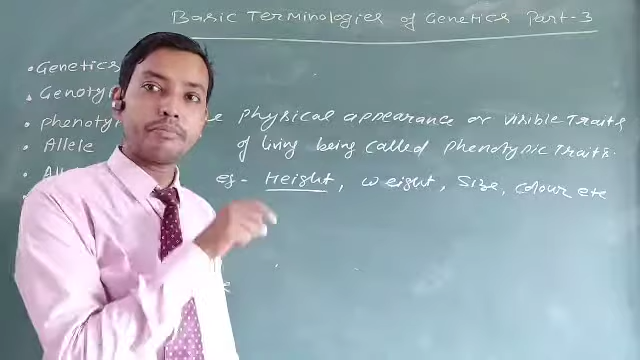 Basic Terminologies of Genetics Part-3
• Genetics
• Genoty
• Phenoty
The physical appearance or visible Traits
• Allele
of living being called phenotypic Traits.
eg - Height, weight, Size, colour etc